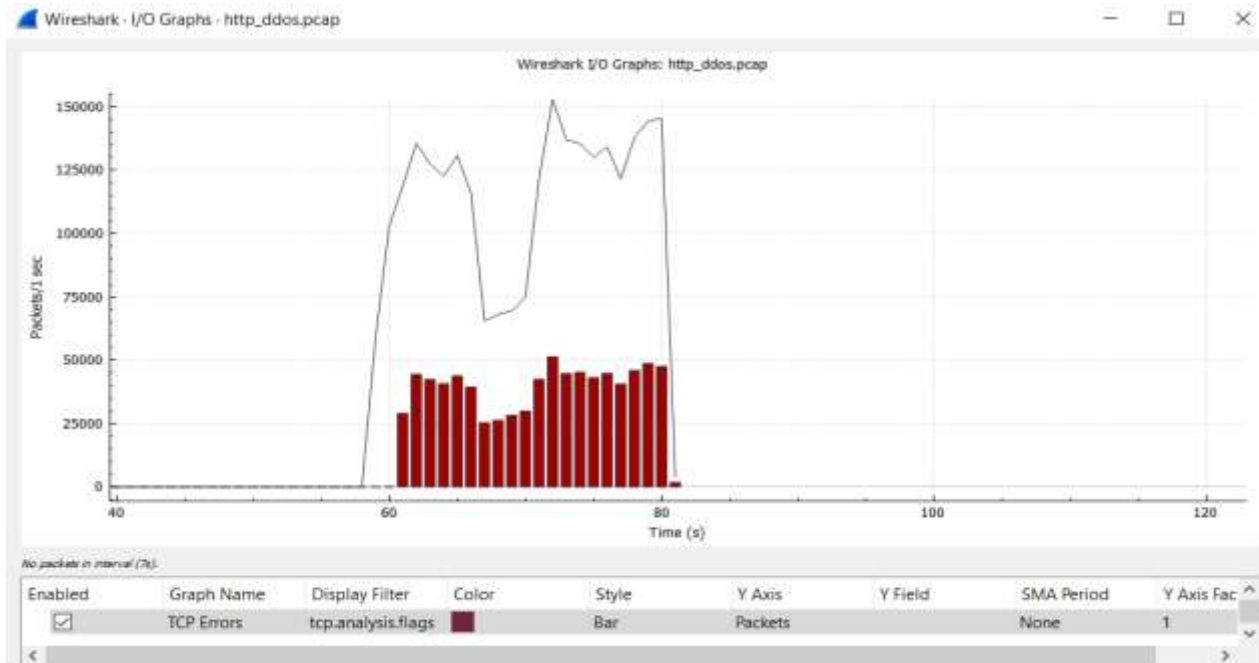 Wireshark · I/O Graphs · http_ddos.pcap
Wireshark I/O Graphs: http_ddos.pcap
150000
125000
100000
75000
50000
25000
0
Packets/1 sec
40 60 80 100 120
Time (s)
No packets in interval (7s).
Enabled Graph Name Display Filter Color Style Y Axis Y Field SMA Period Y Axis Fac
TCP Errors tcp.analysis.flags Bar Packets None 1